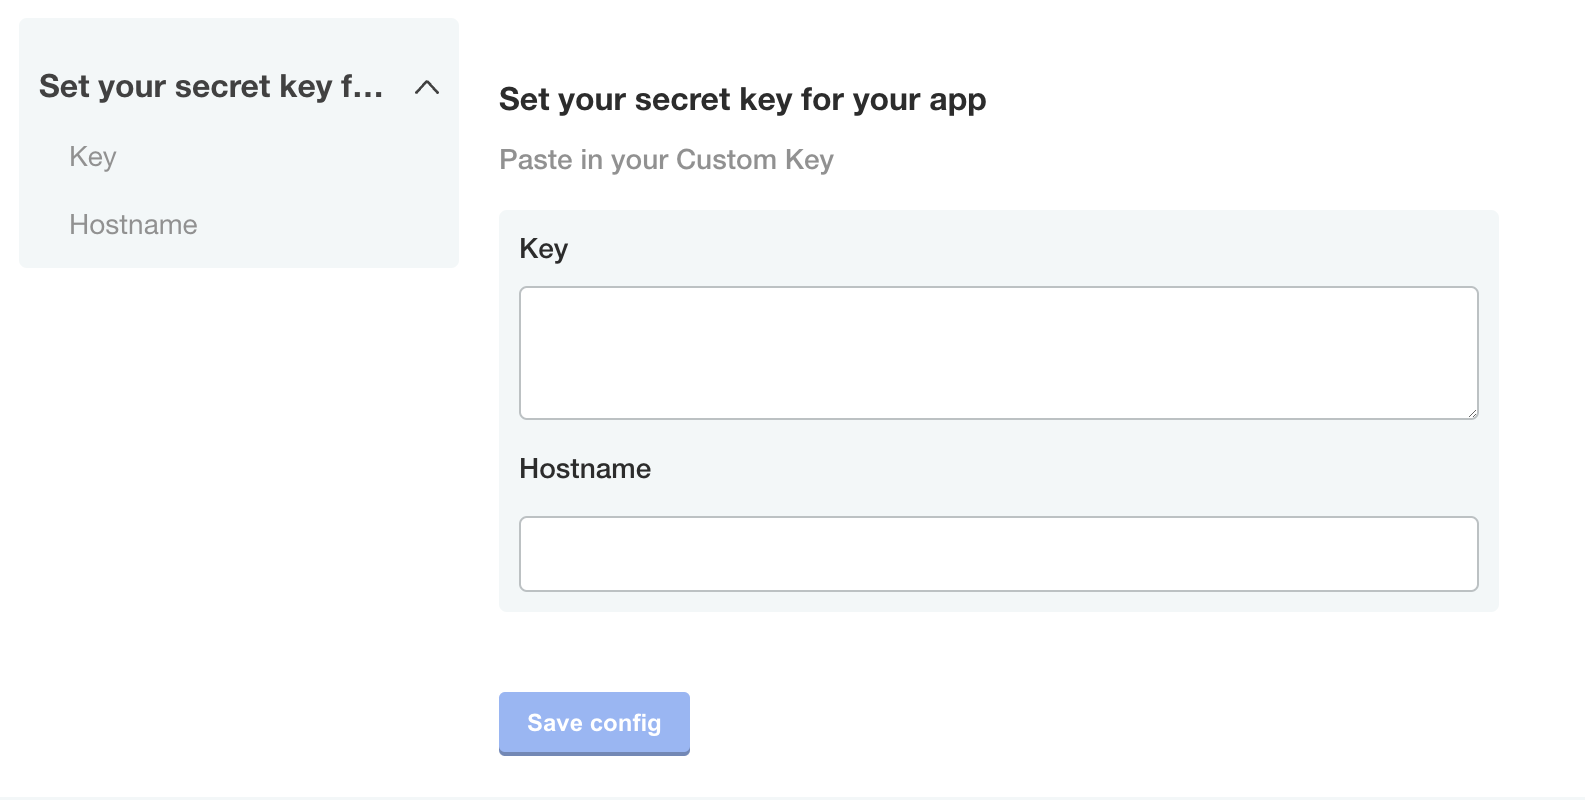 Set your secret key f...
Key
Hostname
Set your secret key for your app
Paste in your Custom Key
Key
Hostname
Save config